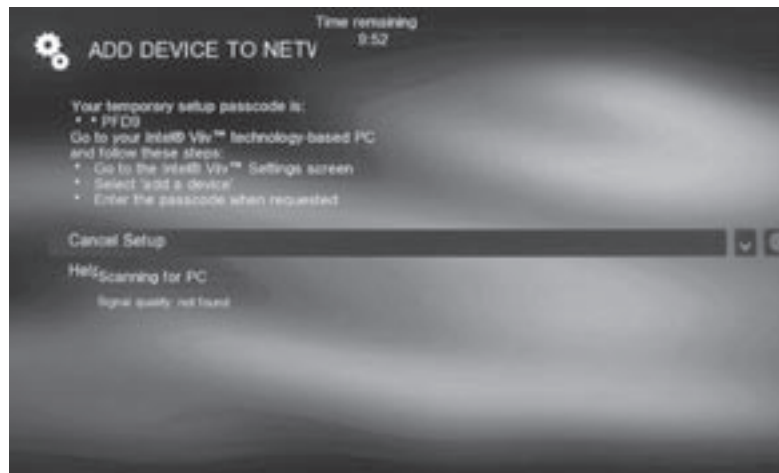 Time remaining
9:52
ADD DEVICE TO NETW
Your temporary setup passcode is:
• • PFD9
Go to your Intel® Viiv™ technology-based PC
and follow these steps:
• Go to the Intel® Viiv™ Settings screen
• Select 'add a device'
• Enter the passcode when requested
Cancel Setup
Help
Scanning for PC
Signal quality: not found